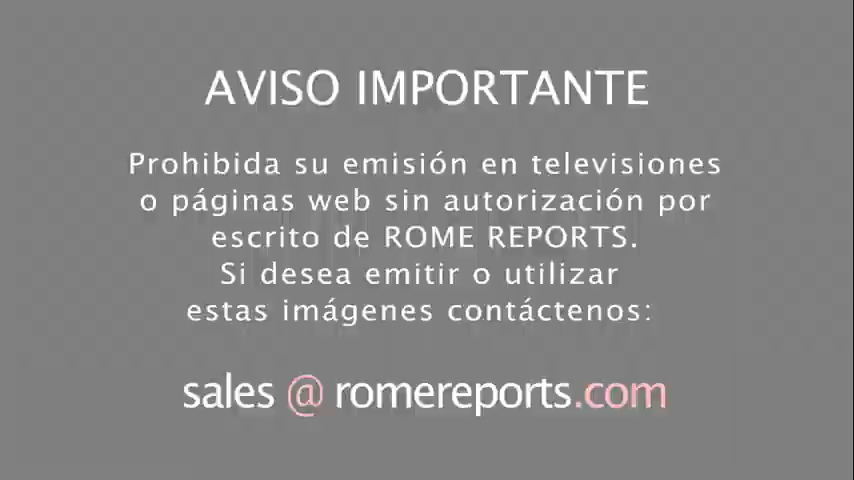 AVISO IMPORTANTE
Prohibida su emisión en televisiones
o páginas web sin autorización por
escrito de ROME REPORTS.
Si desea emitir o utilizar
estas imágenes contáctenos:
sales @ romereports.com